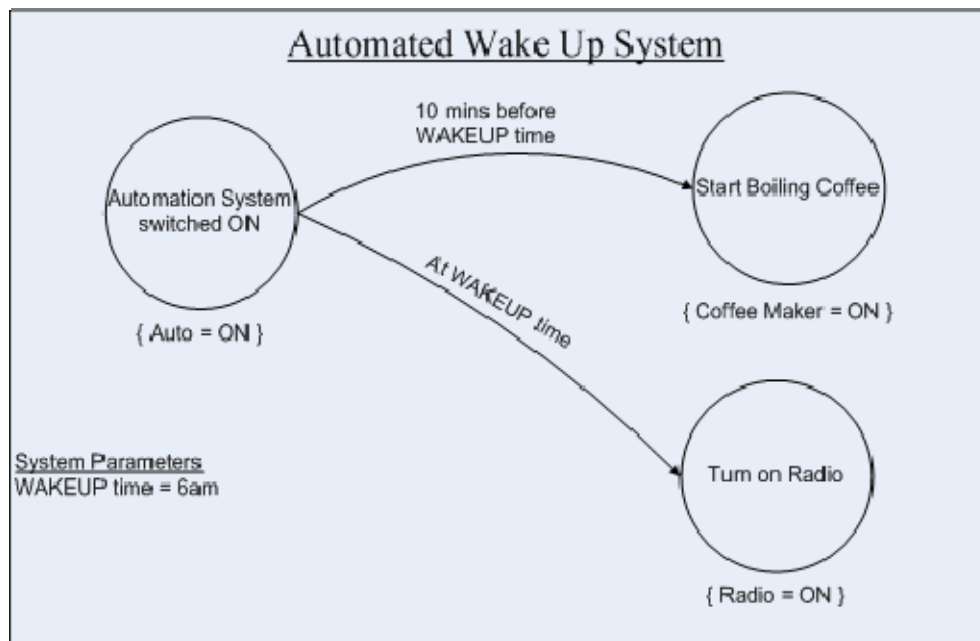 Automated Wake Up System
10 mins before
WAKEUP time
Automation System
switched ON
{ Auto = ON }
Start Boiling Coffee
{ Coffee Maker = ON }
At WAKEUP time
Turn on Radio
{ Radio = ON }
System Parameters
WAKEUP time = 6am